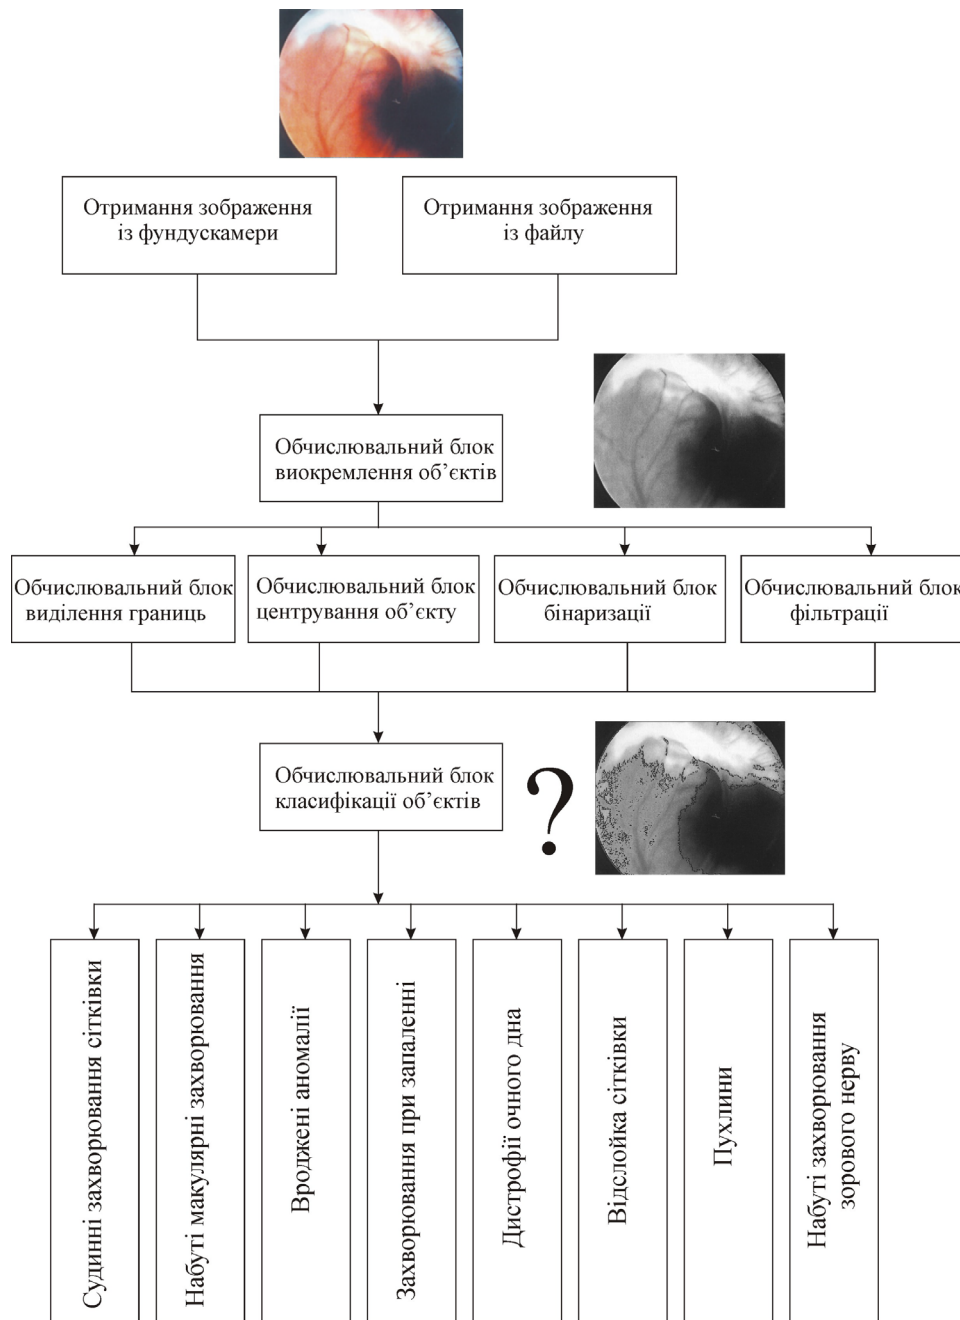 Отримання зображення
із фундускамери
Отримання зображення
із файлу
Обчислювальний блок
виокремлення об’єктів
Обчислювальний блок
виділення границь
Обчислювальний блок
центрування об’єкту
Обчислювальний блок
бінаризації
Обчислювальний блок
фільтрації
Обчислювальний блок
класифікації об’єктів
?
Судинні захворювання сітківки
Набуті макулярні захворювання
Вроджені аномалії
Захворювання при запаленні
Дистрофії очного дна
Відслойка сітківки
Пухлини
Набуті захворювання
зорового нерву